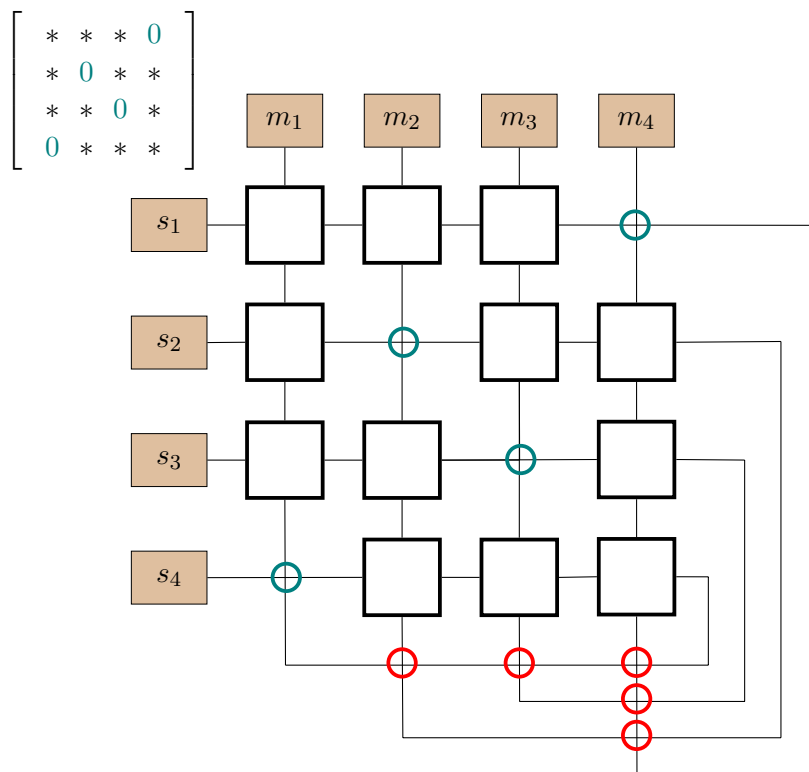 * * * 0
* 0 * *
* * 0 *
0 * * *
m₁ m₂ m₃ m₄
s₁
s₂
s₃
s₄